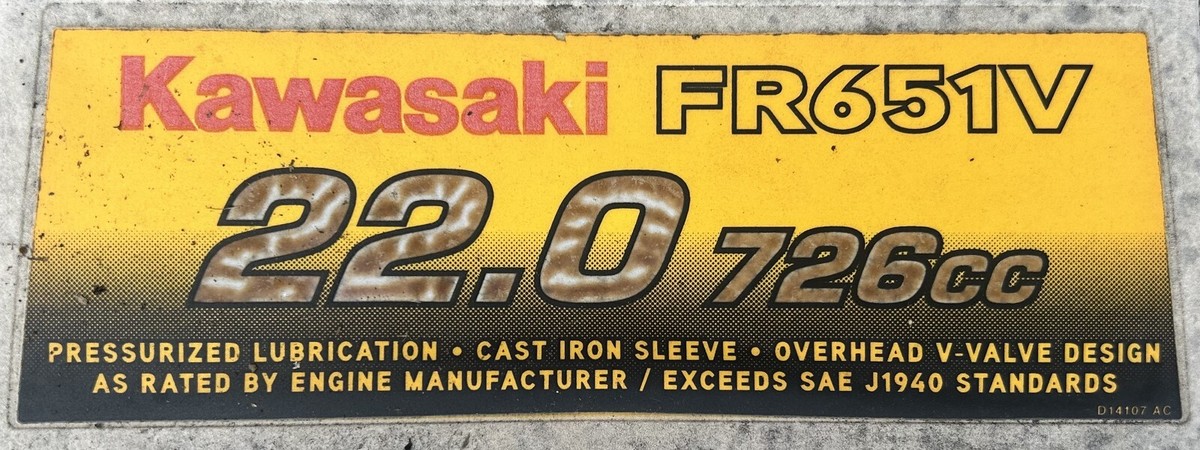 Kawasaki FR651V
22.0 726cc
PRESSURIZED LUBRICATION • CAST IRON SLEEVE • OVERHEAD V-VALVE DESIGN
AS RATED BY ENGINE MANUFACTURER / EXCEEDS SAE J1940 STANDARDS
D14107 AC